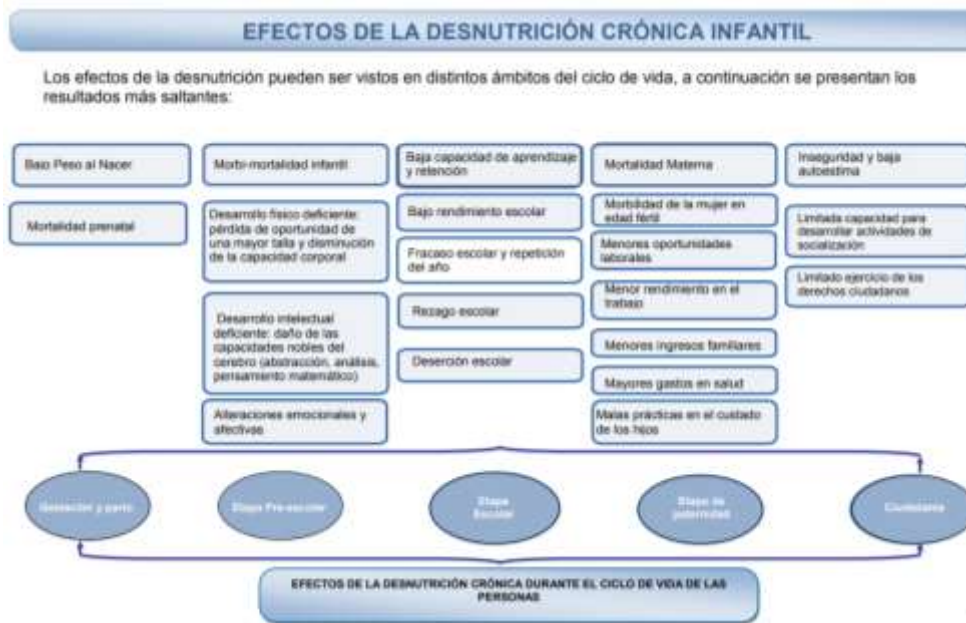 EFECTOS DE LA DESNUTRICIÓN CRÓNICA INFANTIL
Los efectos de la desnutrición pueden ser vistos en distintos ámbitos del ciclo de vida, a continuación se presentan los
resultados más saltantes:
Bajo Peso al Nacer
Mortalidad prenatal
Morbi-mortalidad infantil
Desarrollo físico deficiente:
pérdida de oportunidad de
una mayor talla y disminución
de la capacidad corporal
Desarrollo intelectual
deficiente: daño de las
capacidades nobles del
cerebro (abstracción, análisis,
pensamiento matemático)
Alteraciones emocionales y
afectivas
Baja capacidad de aprendizaje
y retención
Bajo rendimiento escolar
Fracaso escolar y repetición
del año
Rezago escolar
Deserción escolar
Mortalidad Materna
Morbilidad de la mujer en
edad fértil
Menores oportunidades
laborales
Menor rendimiento en el
trabajo
Menores ingresos familiares
Mayores gastos en salud
Malas prácticas en el cuidado
de los hijos
Inseguridad y baja
autoestima
Limitada capacidad para
desarrollar actividades de
socialización
Limitado ejercicio de los
derechos ciudadanos
Gestación y parto
Etapa Pre-escolar
Etapa
Escolar
Etapa de
paternidad
Ciudadanía
EFECTOS DE LA DESNUTRICIÓN CRÓNICA DURANTE EL CICLO DE VIDA DE LAS
PERSONAS